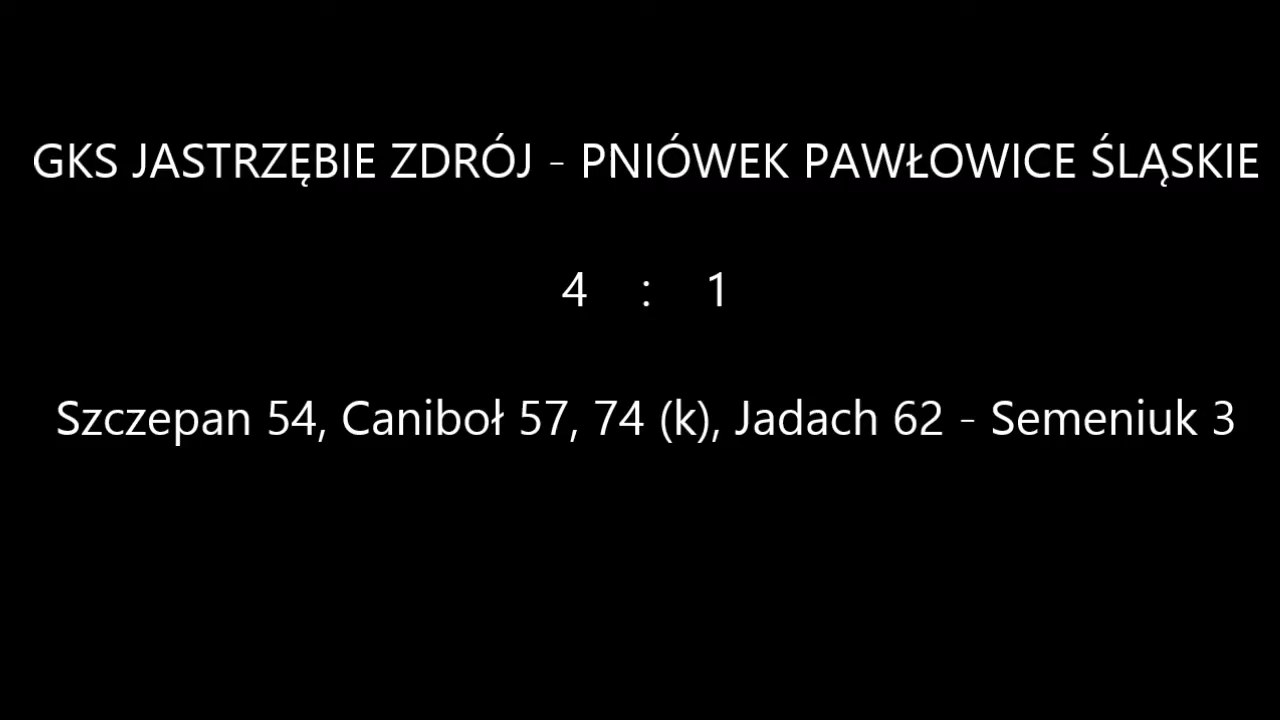 GKS JASTRZĘBIE ZDRÓJ - PNIÓWEK PAWŁOWICE ŚLĄSKIE
4 : 1
Szczepan 54, Caniboł 57, 74 (k), Jadach 62 - Semeniuk 3